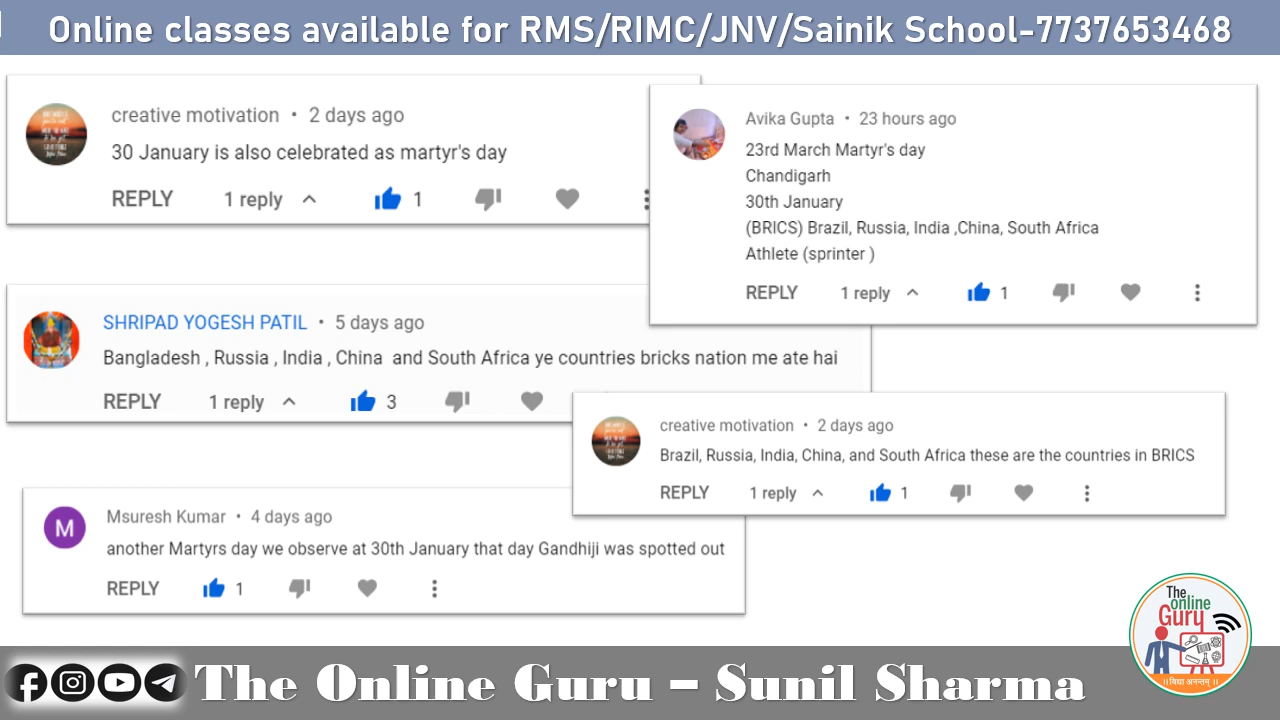 Online classes available for RMS/RIMC/JNV/Sainik School-7737653468
creative motivation • 2 days ago
30 January is also celebrated as martyr's day
REPLY 1 reply 1
Avika Gupta • 23 hours ago
23rd March Martyr's day
Chandigarh
30th January
(BRICS) Brazil, Russia, India ,China, South Africa
Athlete (sprinter )
REPLY 1 reply 1
SHRIPAD YOGESH PATIL • 5 days ago
Bangladesh , Russia , India , China and South Africa ye countries bricks nation me ate hai
REPLY 1 reply 3
creative motivation • 2 days ago
Brazil, Russia, India, China, and South Africa these are the countries in BRICS
REPLY 1 reply 1
M
Msuresh Kumar • 4 days ago
another Martyrs day we observe at 30th January that day Gandhiji was spotted out
REPLY 1
The
online
Guru
॥ विद्या अनन्तम् ॥
The Online Guru – Sunil Sharma